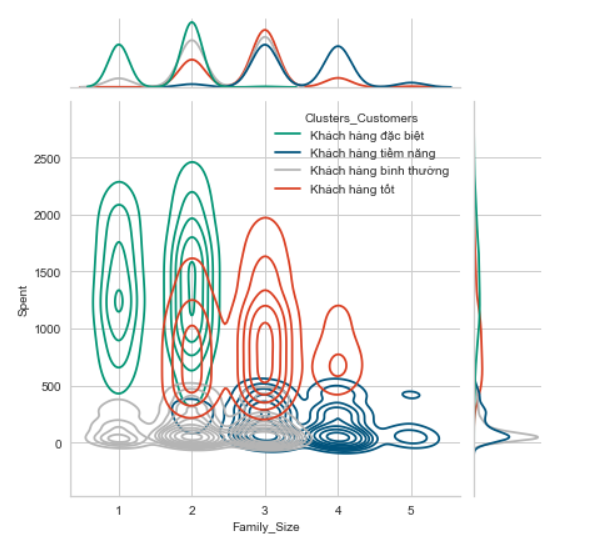 Clusters_Customers
Khách hàng đặc biệt
Khách hàng tiềm năng
Khách hàng bình thường
Khách hàng tốt
2500
2000
1500
1000
500
0
Spent
1 2 3 4 5
Family_Size